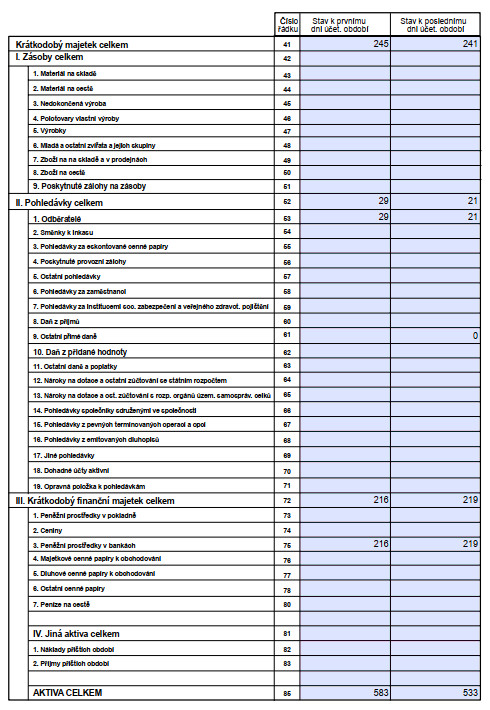 Číslo řádku Stav k prvnímu dni účet. období Stav k poslednímu dni účet. období
Krátkodobý majetek celkem 41 245 241
I. Zásoby celkem 42
1. Materiál na skladě 43
2. Materiál na cestě 44
3. Nedokončená výroba 45
4. Polotovary vlastní výroby 46
5. Výrobky 47
6. Mladá a ostatní zvířata a jejich skupiny 48
7. Zboží na na skladě a v prodejnách 49
8. Zboží na cestě 50
9. Poskytnuté zálohy na zásoby 51
II. Pohledávky celkem 52 29 21
1. Odběratelé 53 29 21
2. Směnky k inkasu 54
3. Pohledávky za eskontované cenné papíry 55
4. Poskytnuté provozní zálohy 56
5. Ostatní pohledávky 57
6. Pohledávky za zaměstnanci 58
7. Pohledávky za institucemi soc. zabezpečení a veřejného zdravot. pojištění 59
8. Daň z příjmů 60
9. Ostatní přímé daně 61 0
10. Daň z přidané hodnoty 62
11. Ostatní daně a poplatky 63
12. Nároky na dotace a ostatní zúčtování se státním rozpočtem 64
13. Nároky na dotace a ost. zúčtování s rozp. orgánů územ. samospráv. celků 65
14. Pohledávky společníky sdruženými ve společnosti 66
15. Pohledávky z pevných termínovaných operací a opcí 67
16. Pohledávky z emitovaných dluhopisů 68
17. Jiné pohledávky 69
18. Dohadné účty aktivní 70
19. Opravná položka k pohledávkám 71
III. Krátkodobý finanční majetek celkem 72 216 219
1. Peněžní prostředky v pokladně 73
2. Ceniny 74
3. Peněžní prostředky v bankách 75 216 219
4. Majetkové cenné papíry k obchodování 76
5. Dluhové cenné papíry k obchodování 77
6. Ostatní cenné papíry 78
7. Peníze na cestě 80
IV. Jiná aktiva celkem 81
1. Náklady příštích období 82
2. Příjmy příštích období 83
AKTIVA CELKEM 85 583 533